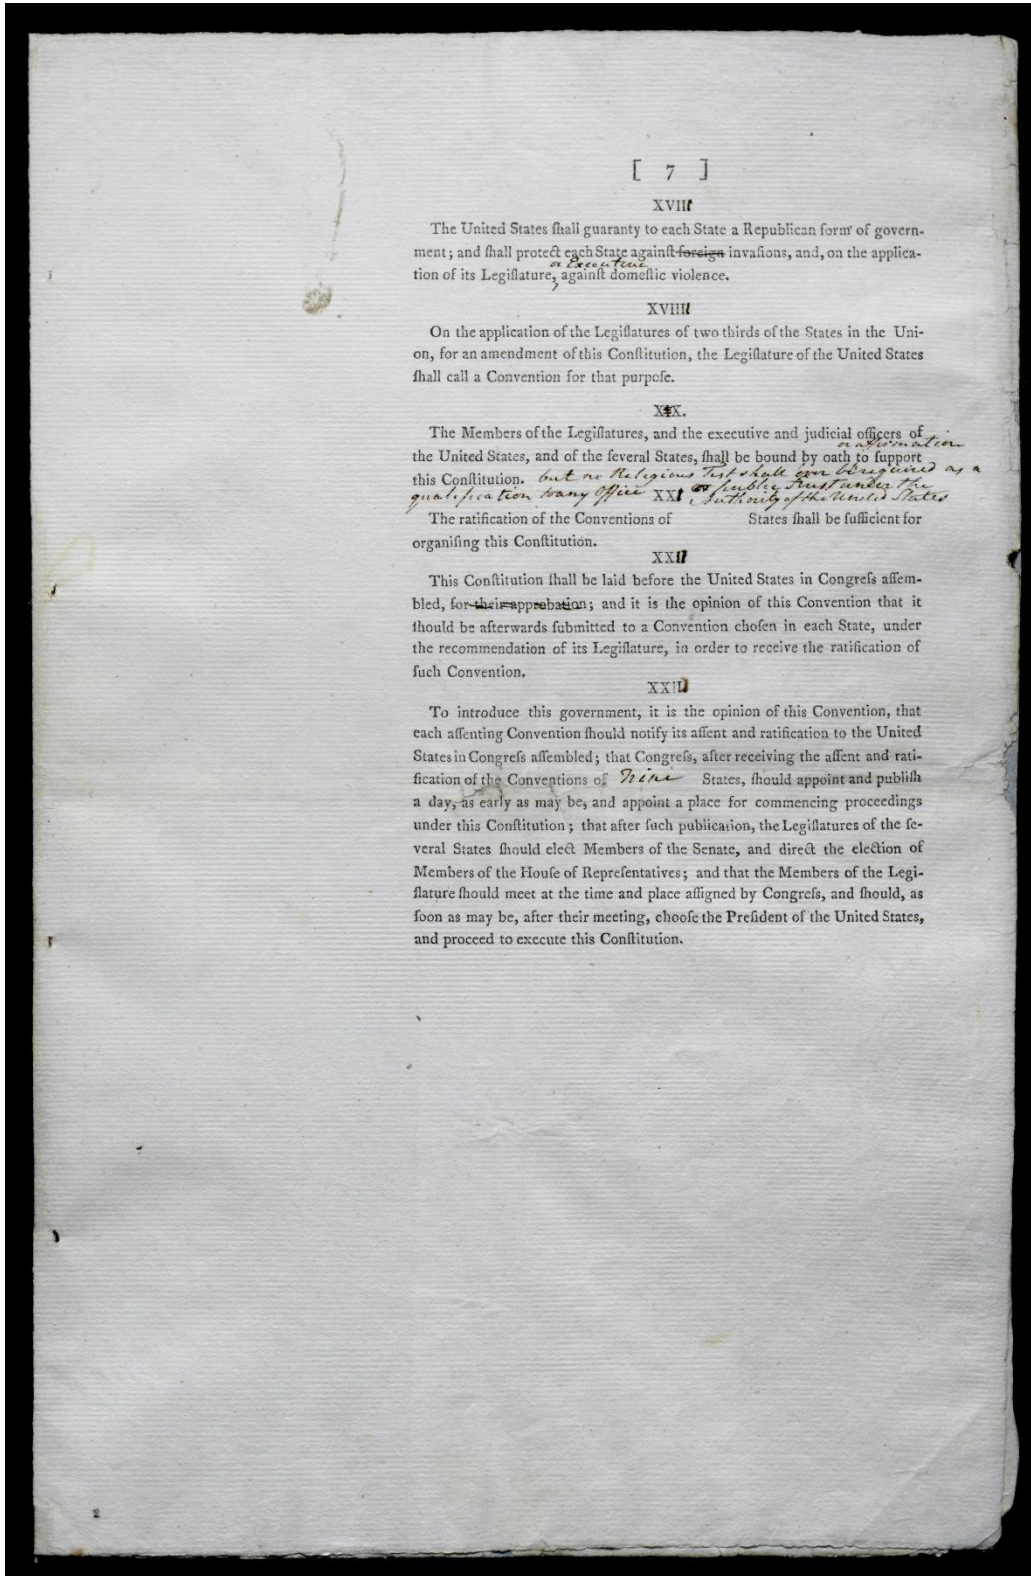 [ 7 ]
XVIII
The United States ſhall guaranty to each State a Republican form of govern-
ment; and ſhall protect each State againſt foreign invaſions, and, on the applica-
or Executive
tion of its Legiſlature, againſt domeſtic violence.
XVIIII
On the application of the Legiſlatures of two thirds of the States in the Uni-
on, for an amendment of this Conſtitution, the Legiſlature of the United States
ſhall call a Convention for that purpoſe.
XIX.
The Members of the Legiſlatures, and the executive and judicial officers of
or affirmation
the United States, and of the ſeveral States, ſhall be bound by oath to ſupport
this Conſtitution. but no Religious Test shall ever be required as a
qualification to any Office or public trust under the
Authority of the United States
XXI
The ratification of the Conventions of States ſhall be ſufficient for
organiſing this Conſtitution.
XXII
This Conſtitution ſhall be laid before the United States in Congreſs aſſem-
bled, for their approbation; and it is the opinion of this Convention that it
ſhould be afterwards ſubmitted to a Convention choſen in each State, under
the recommendation of its Legiſlature, in order to receive the ratification of
ſuch Convention.
XXIII
To introduce this government, it is the opinion of this Convention, that
each aſſenting Convention ſhould notify its aſſent and ratification to the United
States in Congreſs aſſembled; that Congreſs, after receiving the aſſent and rati-
fication of the Conventions of Nine States, ſhould appoint and publiſh
a day, as early as may be, and appoint a place for commencing proceedings
under this Conſtitution; that after ſuch publication, the Legiſlatures of the ſe-
veral States ſhould elect Members of the Senate, and direct the election of
Members of the Houſe of Repreſentatives; and that the Members of the Legi-
ſlature ſhould meet at the time and place aſſigned by Congreſs, and ſhould, as
ſoon as may be, after their meeting, chooſe the Preſident of the United States,
and proceed to execute this Conſtitution.